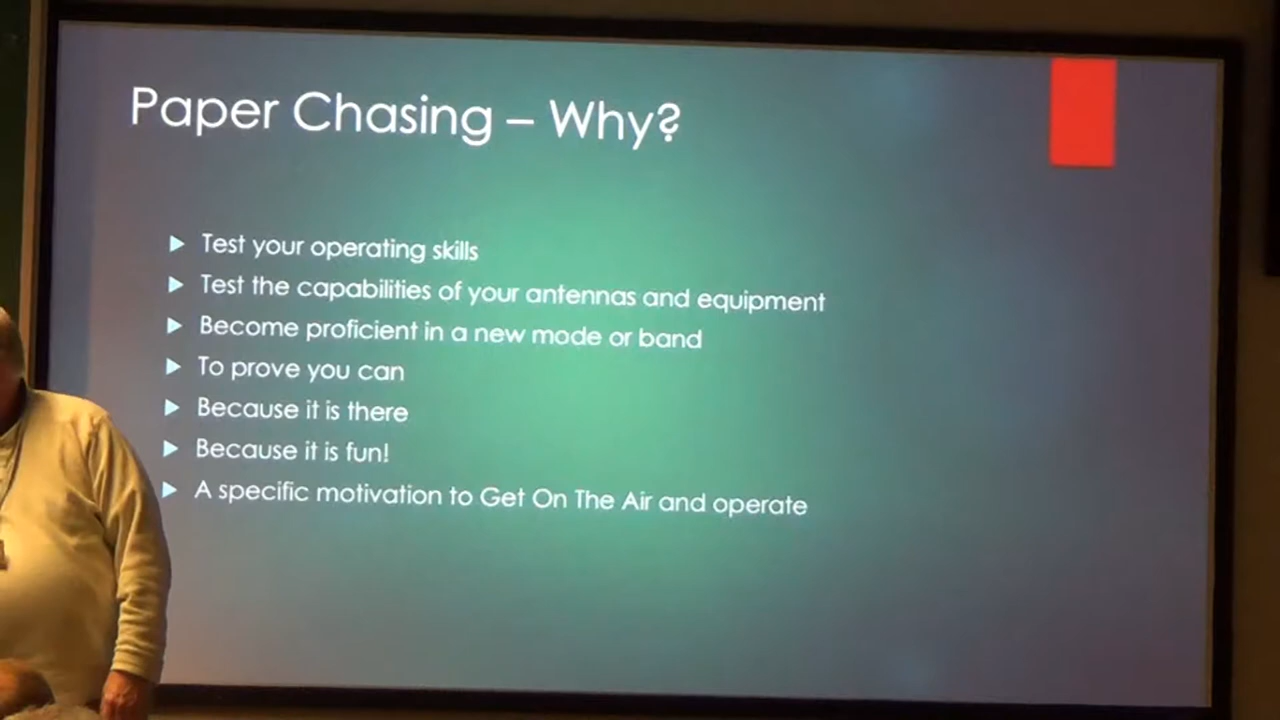 Paper Chasing – Why?
Test your operating skills
Test the capabilities of your antennas and equipment
Become proficient in a new mode or band
To prove you can
Because it is there
Because it is fun!
A specific motivation to Get On The Air and operate